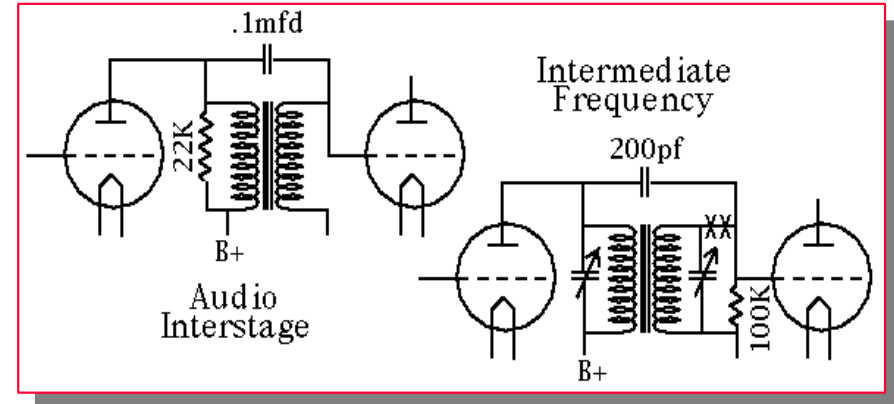 .1mfd
22K
B+
Audio
Interstage
Intermediate
Frequency
200pf
XX
100K
B+